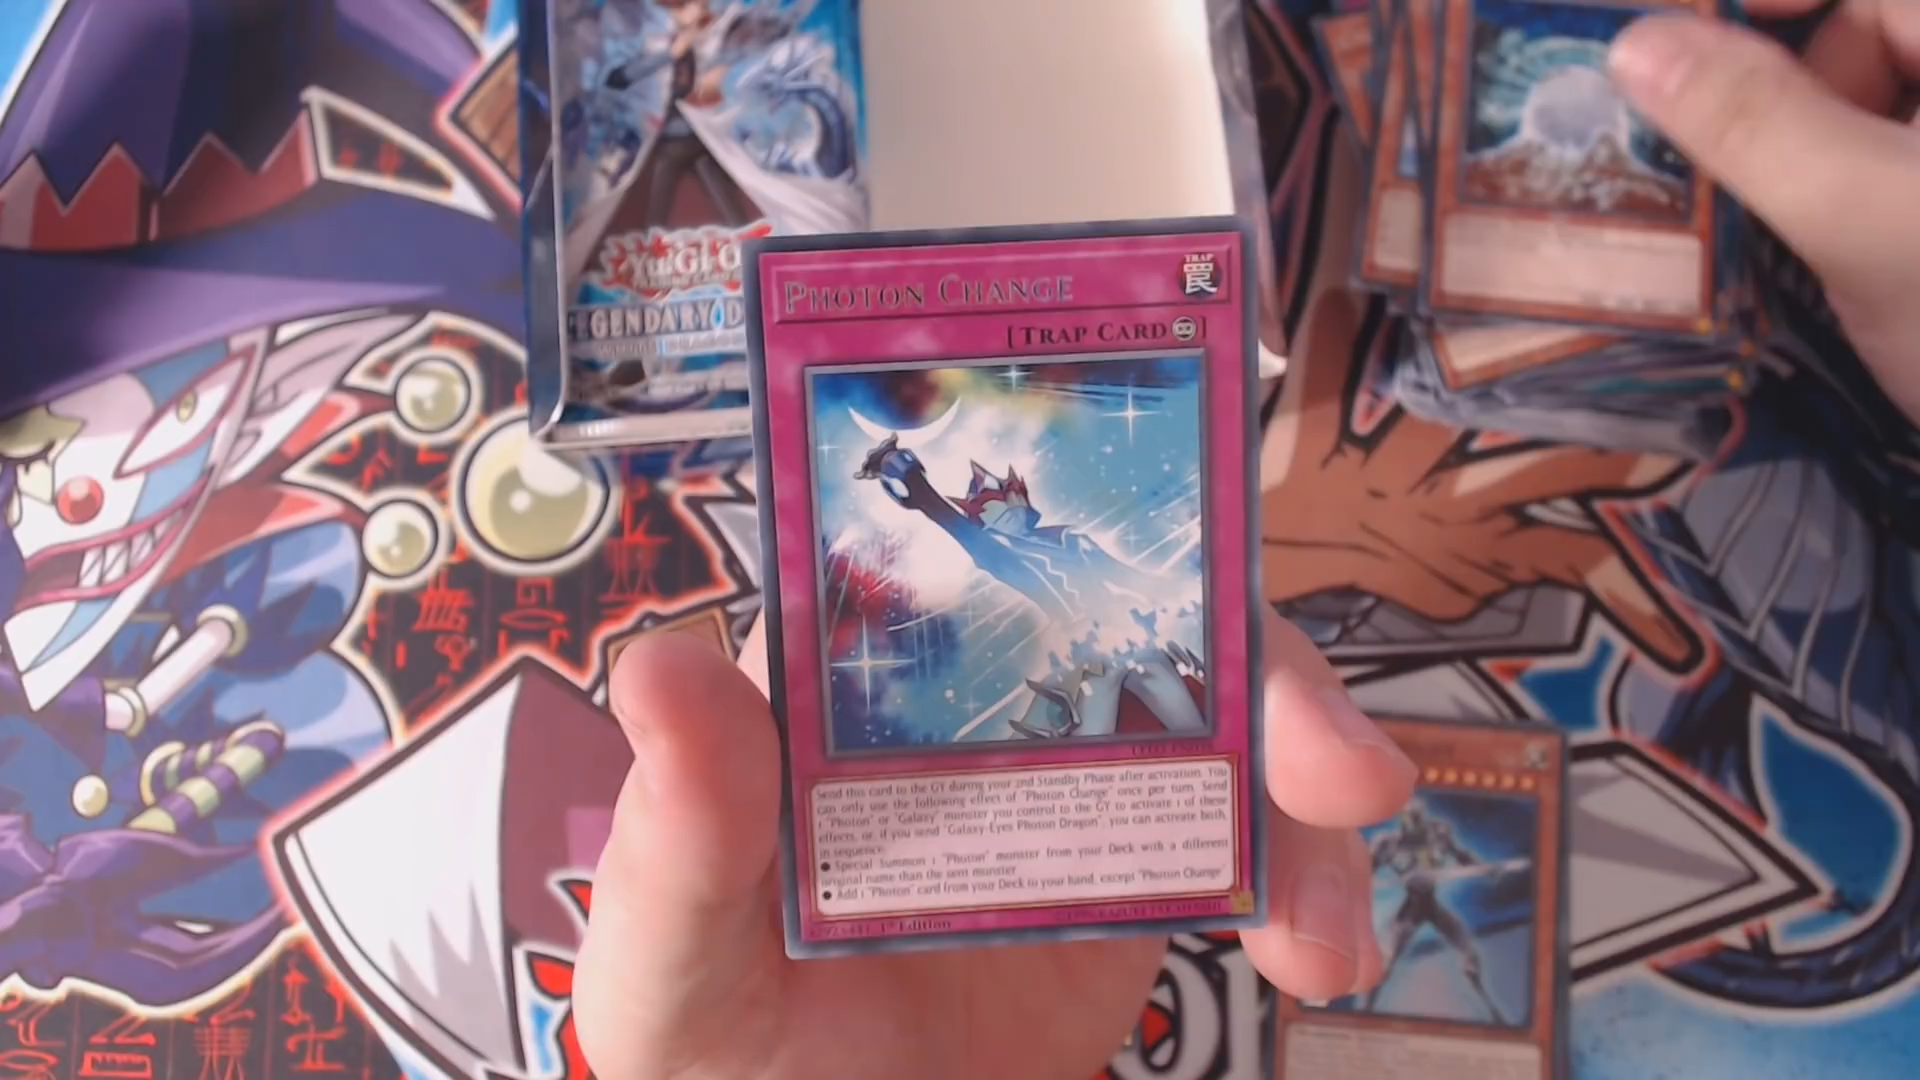 Yu-Gi-O
GENDARY D
PHOTON CHANGE
TRAP
罠
[TRAP CARD ]
Send this card to the GY during your 2nd Standby Phase after activation. You
can only use the following effect of "Photon Change" once per turn. Send
1 "Photon" or "Galaxy" monster you control to the GY to activate 1 of these
effects, or, if you send "Galaxy-Eyes Photon Dragon", you can activate both,
in sequence.
● Special Summon 1 "Photon" monster from your Deck with a different
original name than the sent monster.
● Add 1 "Photon" card from your Deck to your hand, except "Photon Change".
1st Edition